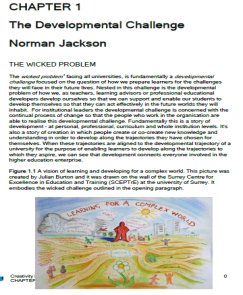 CHAPTER 1
The Developmental Challenge
Norman Jackson
THE WICKED PROBLEM
The wicked problem¹ facing all universities, is fundamentally a developmental
challenge focused on the question of how we prepare learners for the challenges
they will face in their future lives. Nested in this challenge is the developmental
problem of how we, as teachers, learning advisors or professional educational
developers develop ourselves so that we can support and enable our students to
develop themselves so that they can act effectively in the future worlds they will
inhabit. For institutional leaders the developmental challenge is concerned with the
continual process of change so that the people who work in the organisation are
able to realise this developmental challenge. Fundamentally this is a story of
development - at personal, professional, curriculum and whole institution levels. It's
also a story of creation in which people create or co-create new knowledge and
understanding in order to develop along the trajectories they have chosen for
themselves. When these trajectories are aligned to the developmental trajectory of a
university for the purpose of enabling learners to develop along the trajectories to
which they aspire, we can see that development connects everyone involved in the
higher education enterprise.
Figure 1.1 A vision of learning and developing for a complex world. This picture was
created by Julian Burton and it was drawn on the wall of the Surrey Centre for
Excellence in Education and Training (SCEPTrE) at the university of Surrey. It
embodies the wicked challenge outlined in the opening paragraph.
LEARNING FOR A COMPLEX WORLD
Creativity
CHAPTER